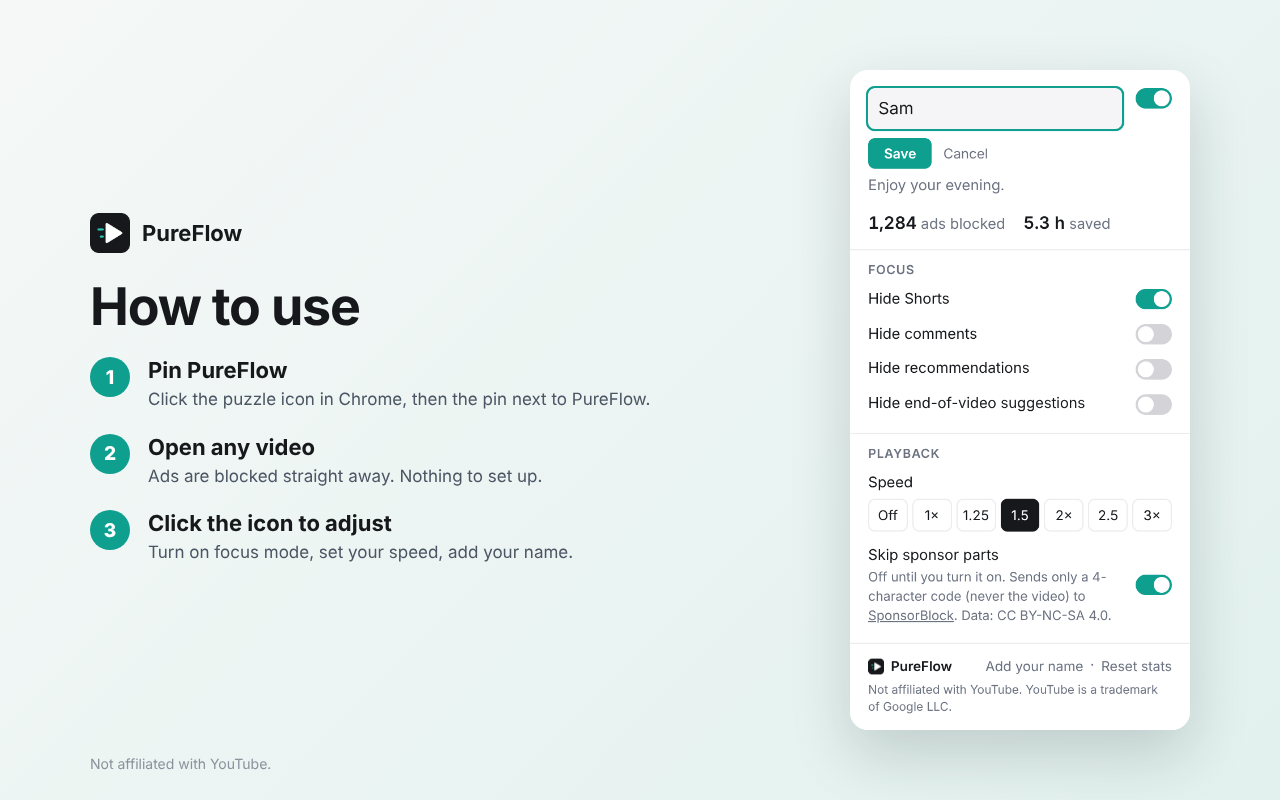 PureFlow
How to use
1
Pin PureFlow
Click the puzzle icon in Chrome, then the pin next to PureFlow.
2
Open any video
Ads are blocked straight away. Nothing to set up.
3
Click the icon to adjust
Turn on focus mode, set your speed, add your name.
Not affiliated with YouTube.
Sam
Save Cancel
Enjoy your evening.
1,284 ads blocked 5.3 h saved
FOCUS
Hide Shorts
Hide comments
Hide recommendations
Hide end-of-video suggestions
PLAYBACK
Speed
Off 1× 1.25 1.5 2× 2.5 3×
Skip sponsor parts
Off until you turn it on. Sends only a 4-
character code (never the video) to
SponsorBlock. Data: CC BY-NC-SA 4.0.
PureFlow Add your name · Reset stats
Not affiliated with YouTube. YouTube is a trademark
of Google LLC.